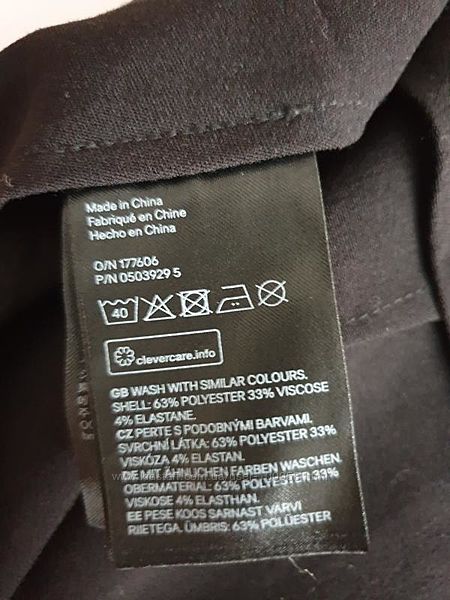 Made in China
Fabriqué en Chine
Hecho en China
O/N 177606
P/N 0503929 5
40
clevercare.info
GB WASH WITH SIMILAR COLOURS.
SHELL: 63% POLYESTER 33% VISCOSE
4% ELASTANE.
CZ PERTE S PODOBNÝMI BARVAMI.
SVRCHNÍ LÁTKA: 63% POLYESTER 33%
VISKÓZA 4% ELASTAN.
DE MIT ÄHNLICHEN FARBEN WASCHEN.
OBERMATERIAL: 63% POLYESTER 33%
VISKOSE 4% ELASTHAN.
EE PESE KOOS SARNAST VÄRVI
RIIETEGA. ÜMBRIS: 63% POLÜESTER